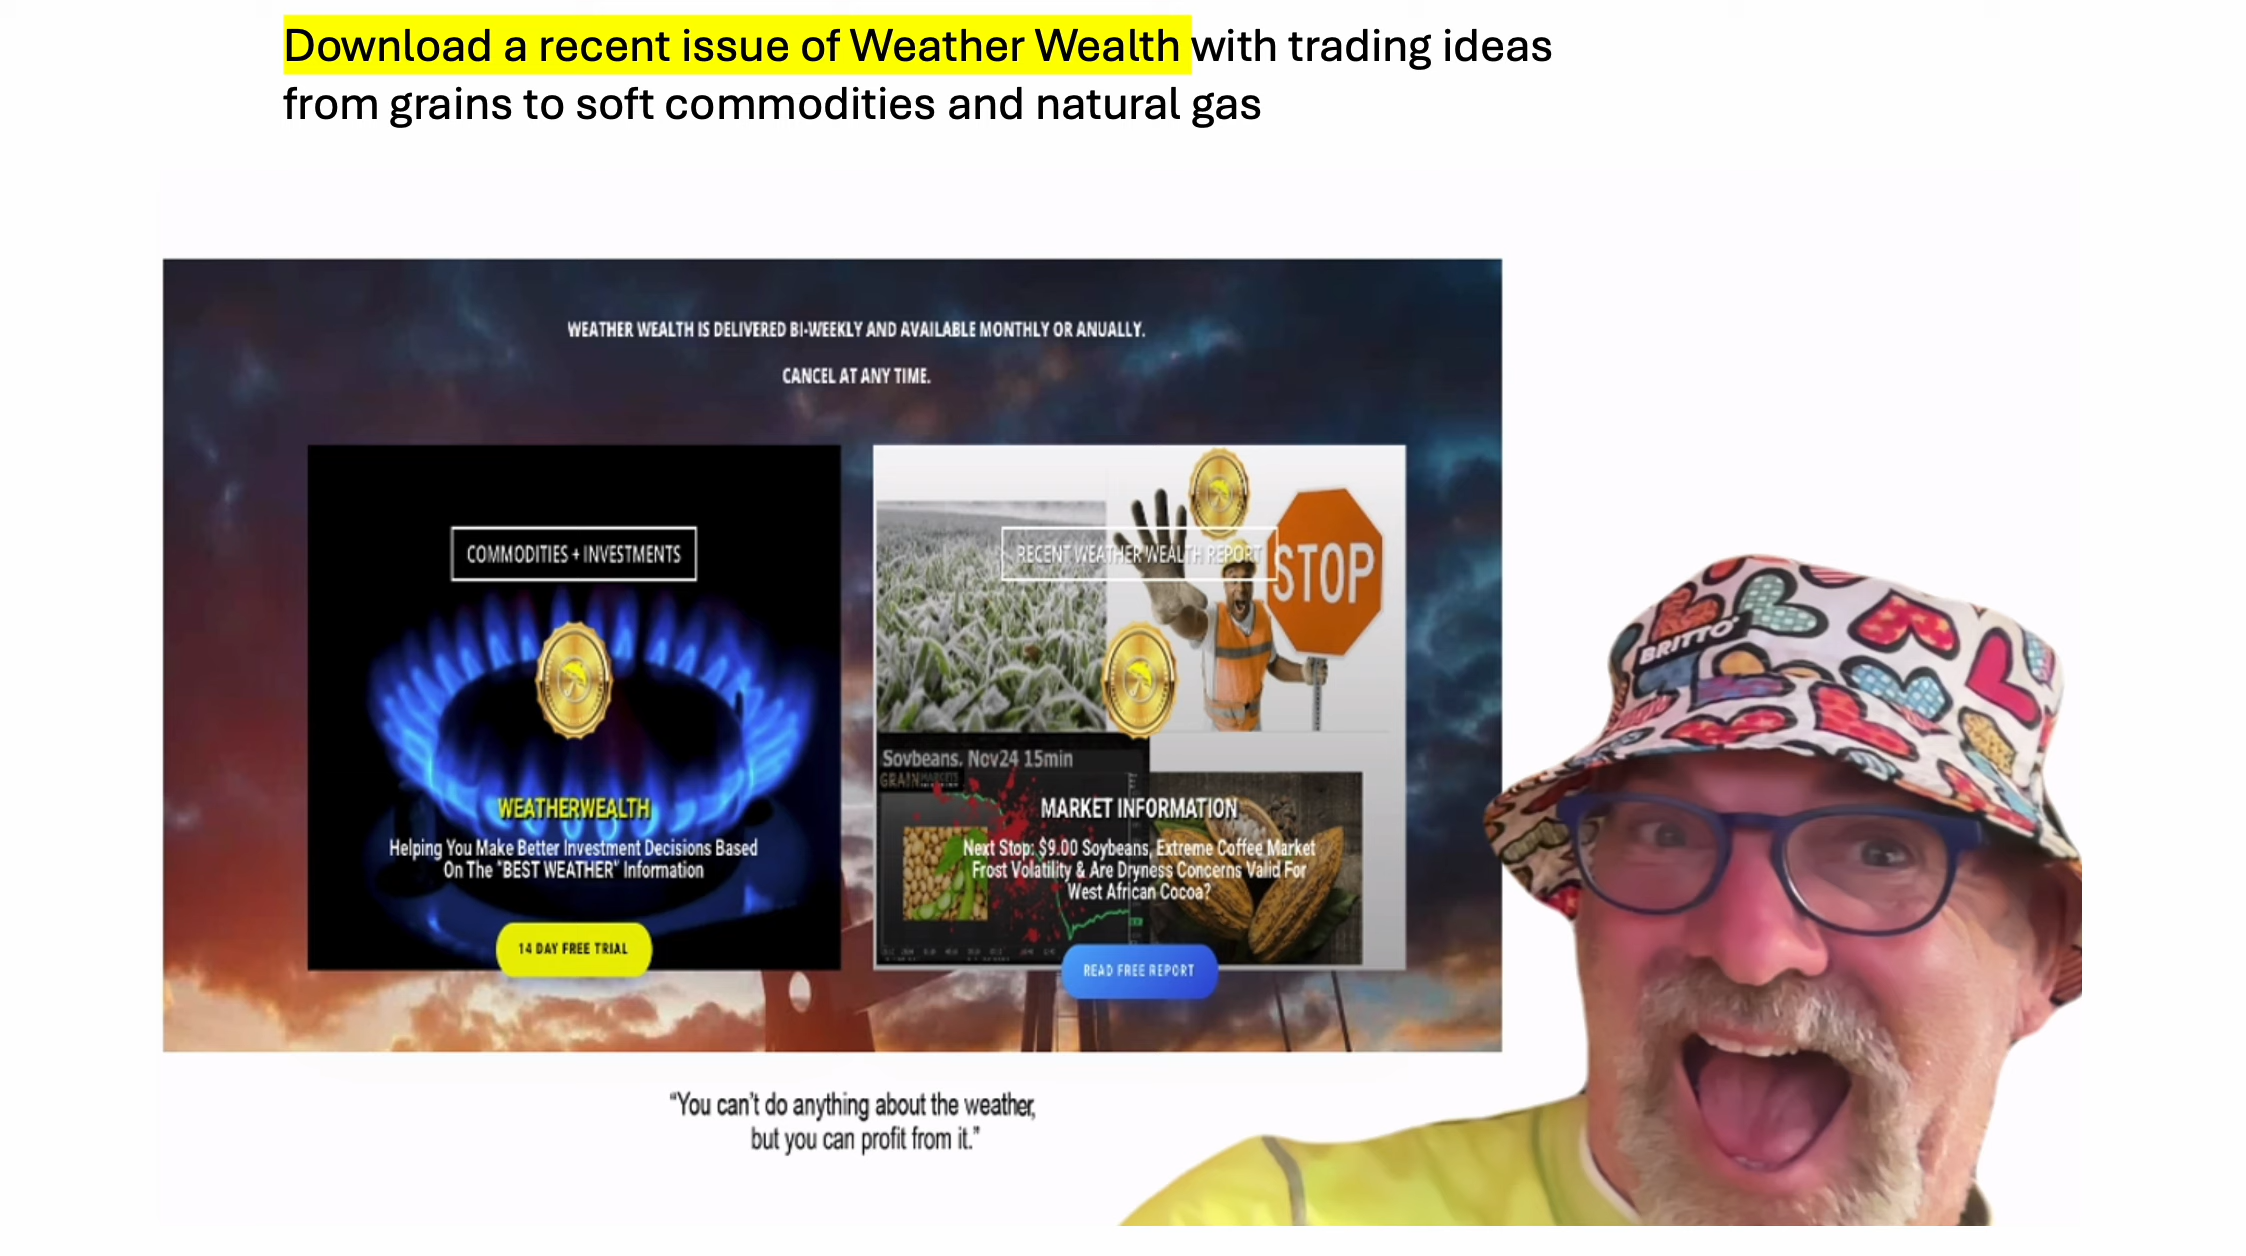 Download a recent issue of Weather Wealth with trading ideas
from grains to soft commodities and natural gas
WEATHER WEALTH IS DELIVERED BI-WEEKLY AND AVAILABLE MONTHLY OR ANUALLY.
CANCEL AT ANY TIME.
COMMODITIES + INVESTMENTS
WEATHERWEALTH
Helping You Make Better Investment Decisions Based
On The "BEST WEATHER" Information
14 DAY FREE TRIAL
RECENT WEATHER WEALTH REPORT
STOP
Soybeans. Nov24 15min
GRAIN MARKETS
MARKET INFORMATION
Next Stop: $9.00 Soybeans, Extreme Coffee Market
Frost Volatility & Are Dryness Concerns Valid For
West African Cocoa?
READ FREE REPORT
BRITTO
"You can't do anything about the weather,
but you can profit from it."